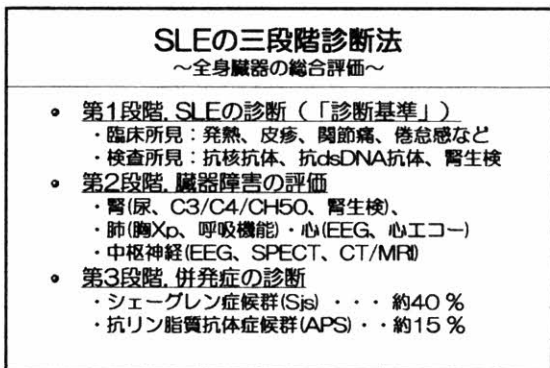 SLEの三段階診断法
～全身臓器の総合評価～
• 第1段階. SLEの診断（「診断基準」）
・臨床所見：発熱、皮疹、関節痛、倦怠感など
・検査所見：抗核抗体、抗dsDNA抗体、腎生検
• 第2段階. 臓器障害の評価
・腎(尿、C3/C4/CH50、腎生検)、
・肺(胸Xp、呼吸機能)・心(EEG、心エコー)
・中枢神経(EEG、SPECT、CT/MRI)
• 第3段階. 併発症の診断
・シェーグレン症候群(Sjs) ・・・ 約40％
・抗リン脂質抗体症候群(APS)・・約15％